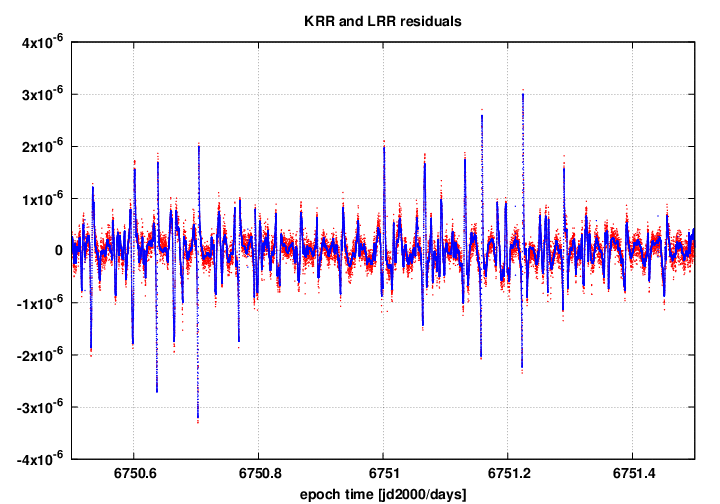 KRR and LRR residuals
4x10⁻⁶
3x10⁻⁶
2x10⁻⁶
1x10⁻⁶
0
-1x10⁻⁶
-2x10⁻⁶
-3x10⁻⁶
-4x10⁻⁶
6750.6 6750.8 6751 6751.2 6751.4
epoch time [jd2000/days]